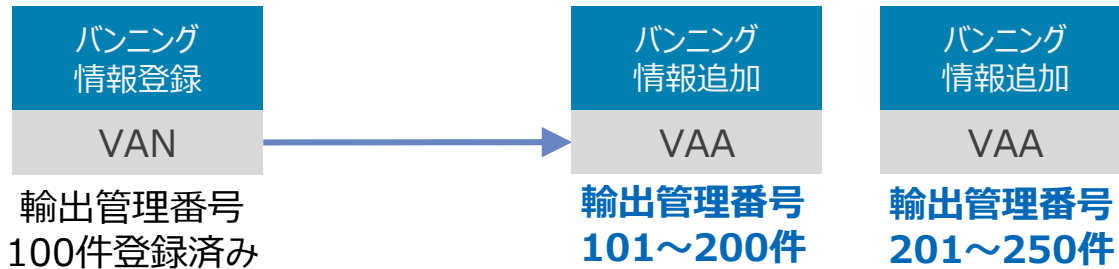 バンニング
情報登録
VAN
輸出管理番号
100件登録済み
バンニング
情報追加
VAA
輸出管理番号
101～200件
バンニング
情報追加
VAA
輸出管理番号
201～250件